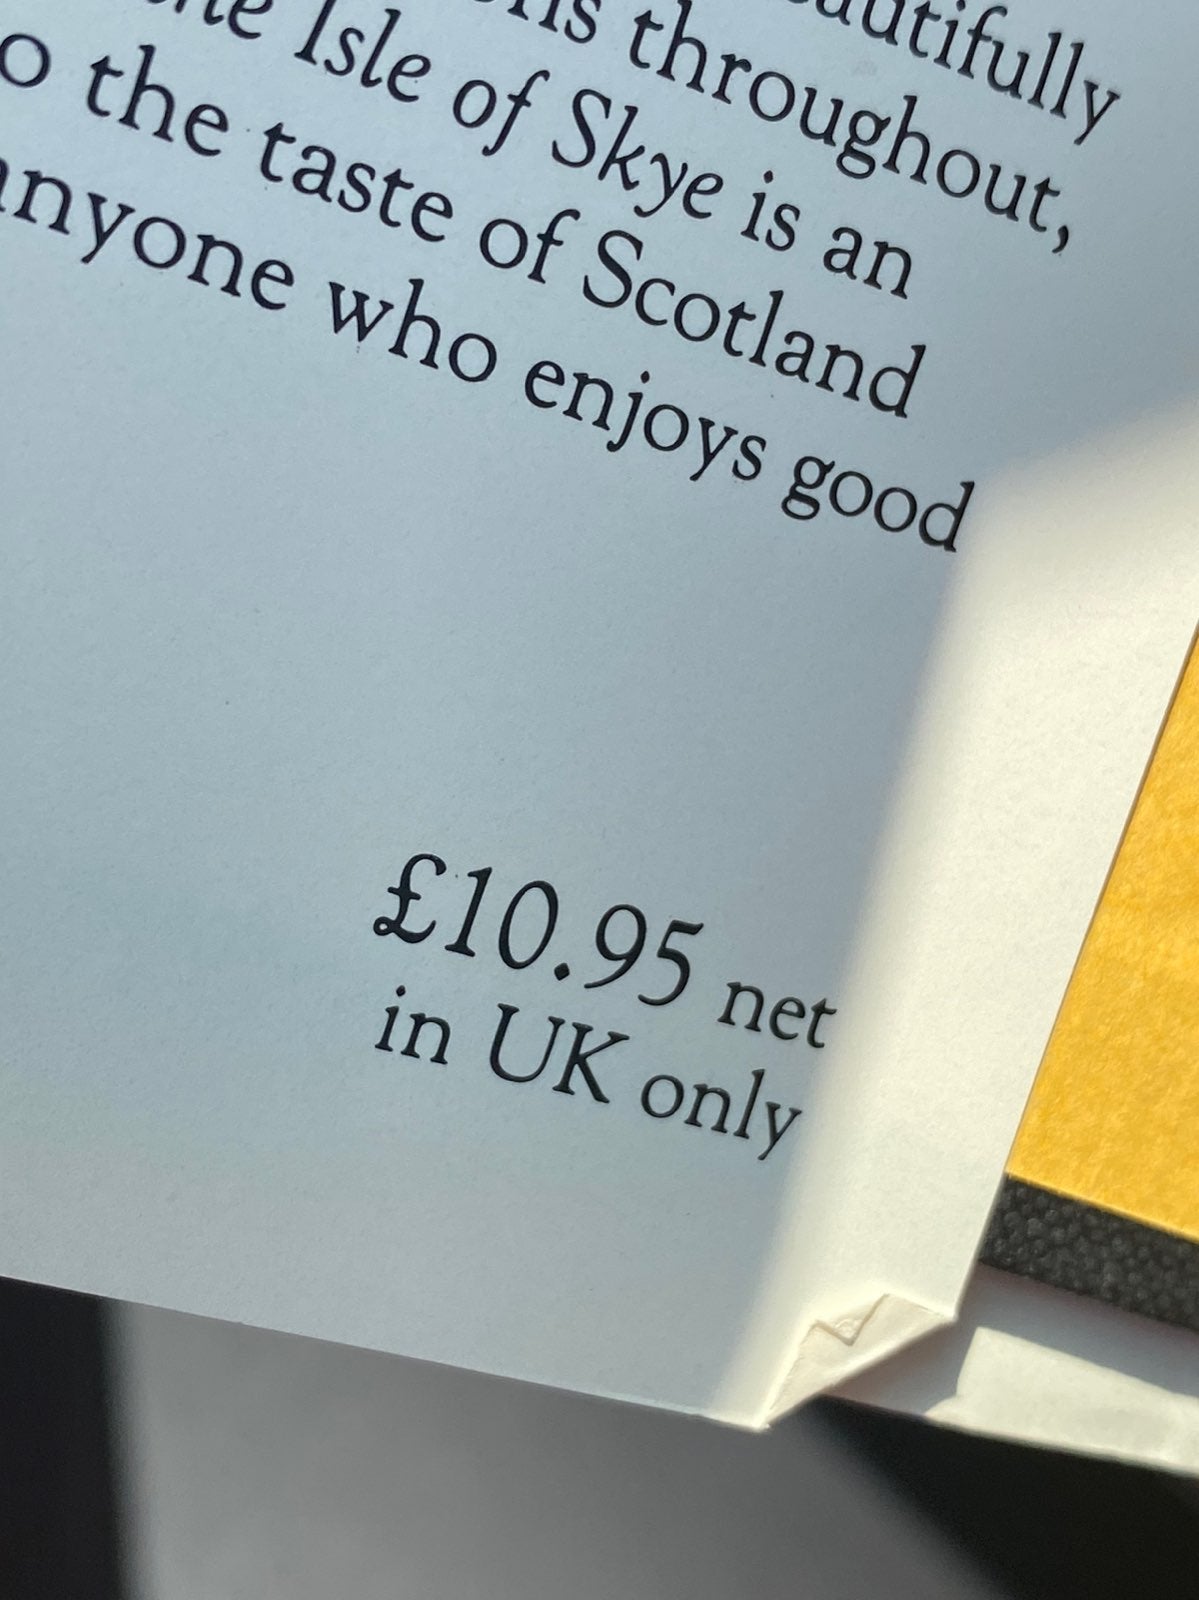 throughout,
Isle of Skye is an
the taste of Scotland
who enjoys good
£10.95 net
in UK only